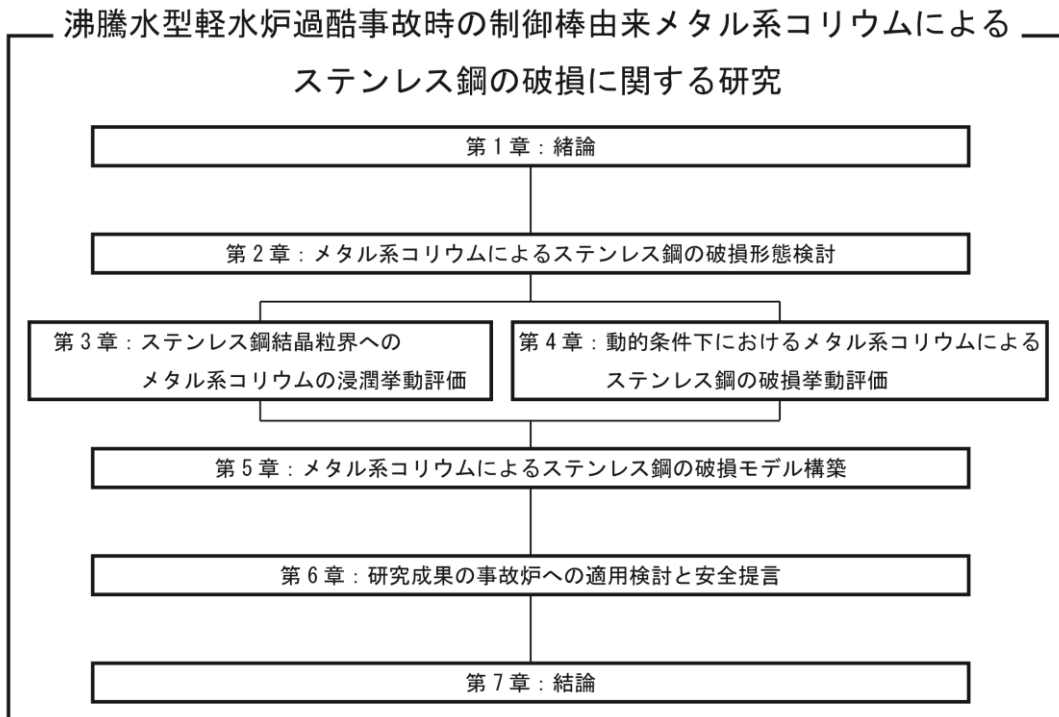 沸騰水型軽水炉過酷事故時の制御棒由来メタル系コリウムによる
ステンレス鋼の破損に関する研究
第1章：緒論
第2章：メタル系コリウムによるステンレス鋼の破損形態検討
第3章：ステンレス鋼結晶粒界への
メタル系コリウムの浸潤挙動評価
第4章：動的条件下におけるメタル系コリウムによる
ステンレス鋼の破損挙動評価
第5章：メタル系コリウムによるステンレス鋼の破損モデル構築
第6章：研究成果の事故炉への適用検討と安全提言
第7章：結論